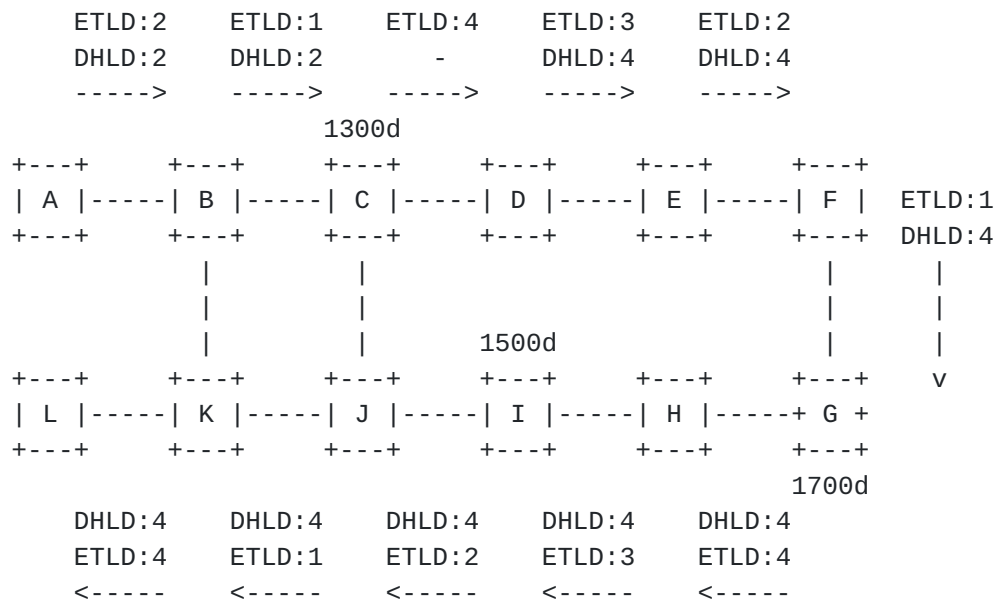 ETLD:2    ETLD:1    ETLD:4    ETLD:3    ETLD:2
     DHLD:2    DHLD:2       -      DHLD:4    DHLD:4
     ----->    ----->    ----->    ----->    ----->
                     1300d
 +---+     +---+     +---+     +---+     +---+     +---+
 | A |-----| B |-----| C |-----| D |-----| E |-----| F |  ETLD:1
 +---+     +---+     +---+     +---+     +---+     +---+  DHLD:4
             |         |                             |      |
             |         |                             |      |
             |         |       1500d                 |      |
 +---+     +---+     +---+     +---+     +---+     +---+    v
 | L |-----| K |-----| J |-----| I |-----| H |-----+ G +
 +---+     +---+     +---+     +---+     +---+     +---+
                                                   1700d
     DHLD:4    DHLD:4    DHLD:4    DHLD:4    DHLD:4
     ETLD:4    ETLD:1    ETLD:2    ETLD:3    ETLD:4
     <-----    <-----    <-----    <-----    <-----